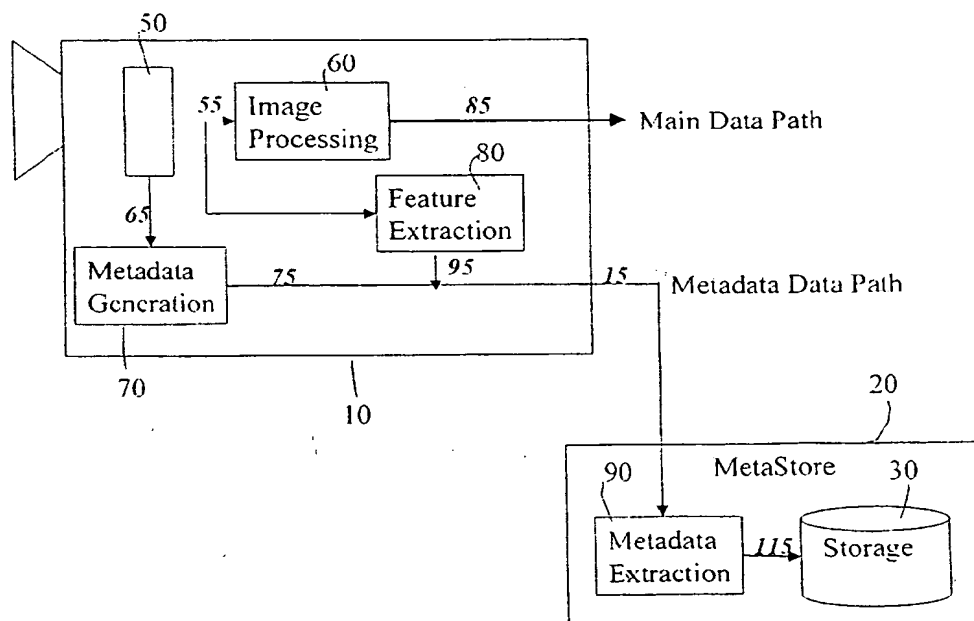 50
60
55
Image
Processing
85
Main Data Path
80
Feature
Extraction
65
Metadata
Generation
75
95
15
Metadata Data Path
70
10
20
MetaStore
90
30
Metadata
Extraction
115
Storage